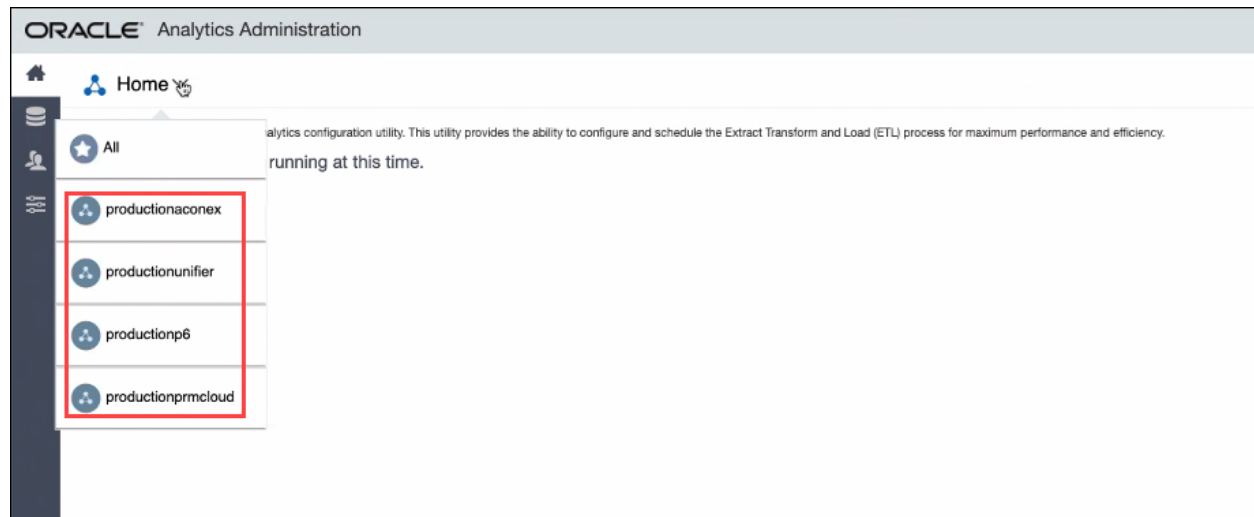 ORACLE® Analytics Administration
Home
alytics configuration utility. This utility provides the ability to configure and schedule the Extract Transform and Load (ETL) process for maximum performance and efficiency.
All
running at this time.
productionaconex
productionunifier
productionp6
productionprmcloud